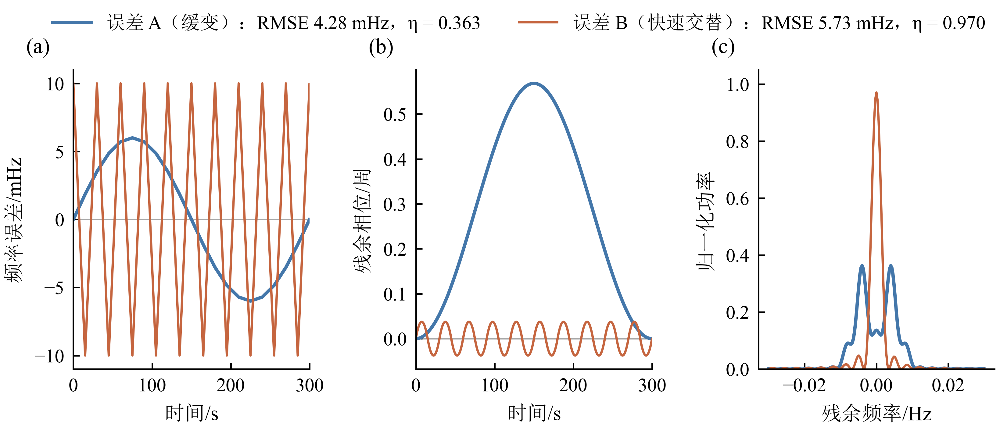 误差 A（缓变）：RMSE 4.28 mHz，η = 0.363
误差 B（快速交替）：RMSE 5.73 mHz，η = 0.970
(a)
10
5
0
−5
−10
频率误差/mHz
0
100
200
300
时间/s
(b)
0.5
0.4
0.3
0.2
0.1
0.0
残余相位/周
0
100
200
300
时间/s
(c)
1.0
0.8
0.6
0.4
0.2
0.0
归一化功率
−0.02
0.00
0.02
残余频率/Hz